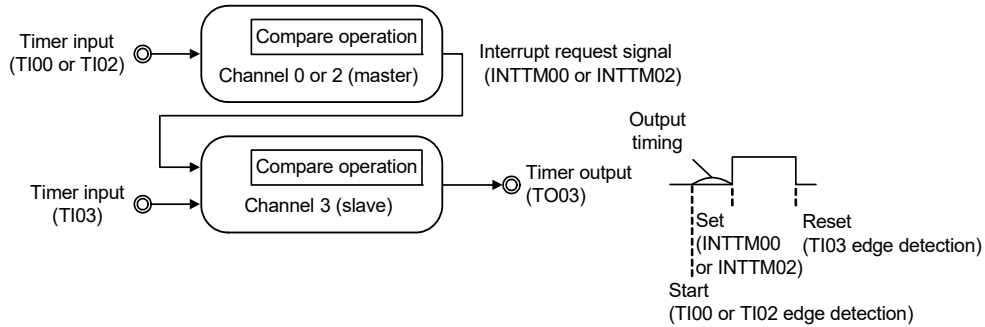 Timer input
(TI00 or TI02)
Compare operation
Channel 0 or 2 (master)
Interrupt request signal
(INTTM00 or INTTM02)
Timer input
(TI03)
Compare operation
Channel 3 (slave)
Timer output
(TO03)
Output
timing
Set
(INTTM00
or INTTM02)
Reset
(TI03 edge detection)
Start
(TI00 or TI02 edge detection)